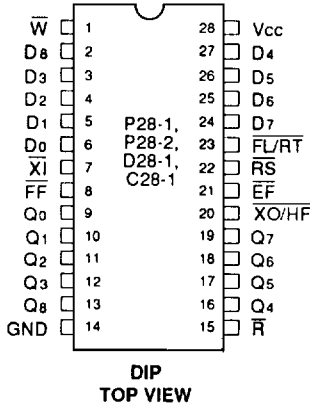 W̅ 1 28 Vcc
D8 2 27 D4
D3 3 26 D5
D2 4 25 D6
D1 5 P28-1, 24 D7
D0 6 P28-2, 23 F̅L̅/R̅T̅
X̅I̅ 7 D28-1, 22 R̅S̅
F̅F̅ 8 C28-1 21 E̅F̅
Q0 9 20 X̅O̅/H̅F̅
Q1 10 19 Q7
Q2 11 18 Q6
Q3 12 17 Q5
Q8 13 16 Q4
GND 14 15 R̅
DIP
TOP VIEW